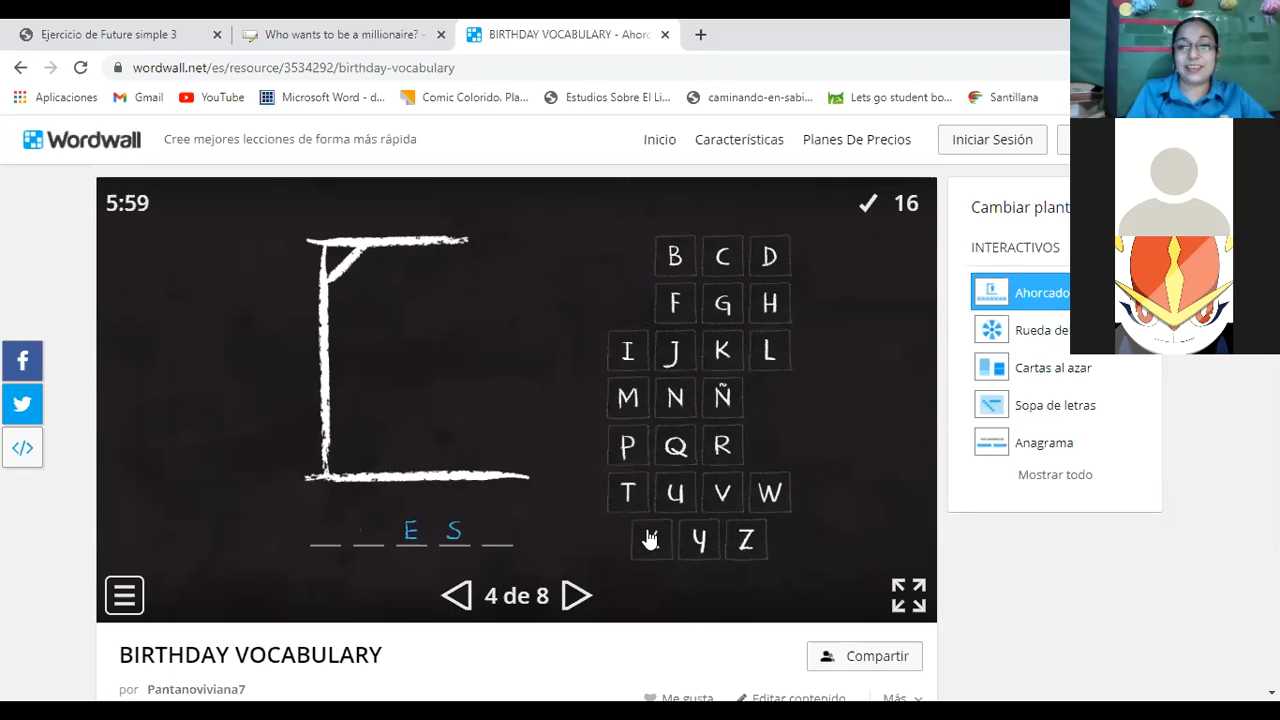 Ejercicio de Future simple 3
Who wants to be a millionaire? -
BIRTHDAY VOCABULARY - Ahorc
wordwall.net/es/resource/3534292/birthday-vocabulary
Aplicaciones
Gmail
YouTube
Microsoft Word - d...
Comic Colorido. Pla...
Estudios Sobre El Li...
caminando-en-sabi...
Lets go student bo...
Santillana
Wordwall
Cree mejores lecciones de forma más rápida
Inicio
Características
Planes De Precios
Iniciar Sesión
5:59
16
B C D
F G H
I J K L
M N Ñ
P Q R
T U V W
Y Z
E S
4 de 8
Cambiar plant
INTERACTIVOS
Ahorcado
Rueda de
Cartas al azar
Sopa de letras
Anagrama
Mostrar todo
BIRTHDAY VOCABULARY
Compartir
por Pantanoviviana7
Me gusta
Editar contenido
Más